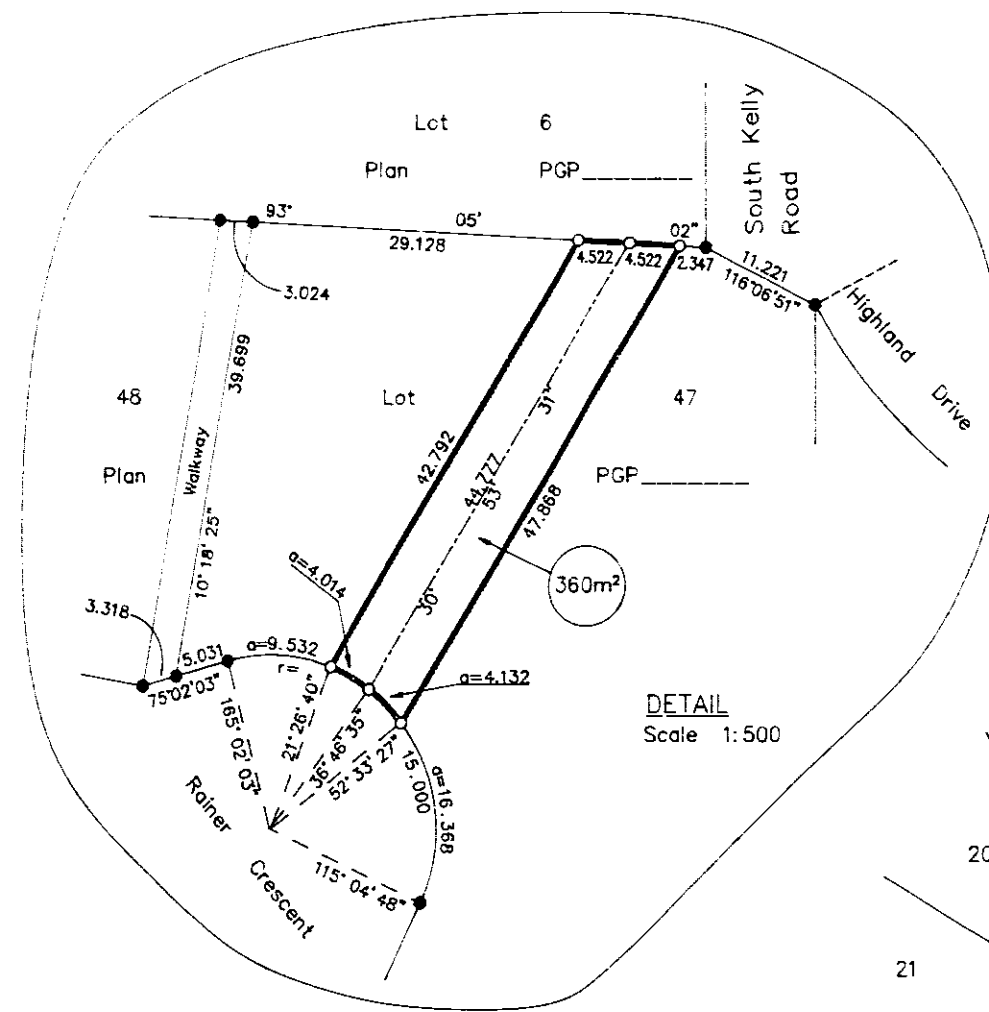 Lot 6
Plan PGP________
South Kelly
Road
93° 05' 02"
29.128
4.522
4.522
2.347
11.221
116°06'51"
Highland Drive
3.024
39.699
48
Lot
47
Walkway
42.792
31"
Plan
44.777
53'
PGP________
47.868
10° 18' 25"
a=4.014
360m²
30°
3.318
5.031
a=9.532
r=
a=4.132
75°02'03"
DETAIL
Scale 1:500
165° 02' 03"
21° 26' 40"
36° 46' 35"
52° 33' 27"
15.000
a=16.368
Rainer
Crescent
115° 04' 48"
20
21